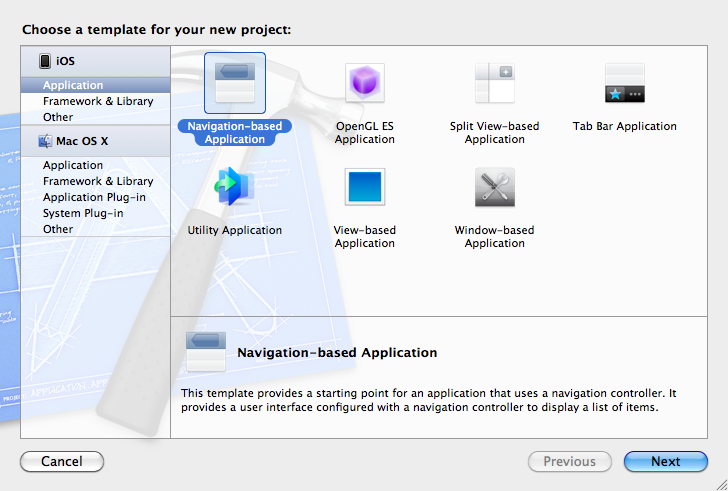 Choose a template for your new project:
iOS
Application
Framework & Library
Other
Mac OS X
Application
Framework & Library
Application Plug-in
System Plug-in
Other
Navigation-based
Application
OpenGL ES
Application
Split View-based
Application
Tab Bar Application
Utility Application
View-based
Application
Window-based
Application
Navigation-based Application
This template provides a starting point for an application that uses a navigation controller. It
provides a user interface configured with a navigation controller to display a list of items.
Cancel
Previous
Next